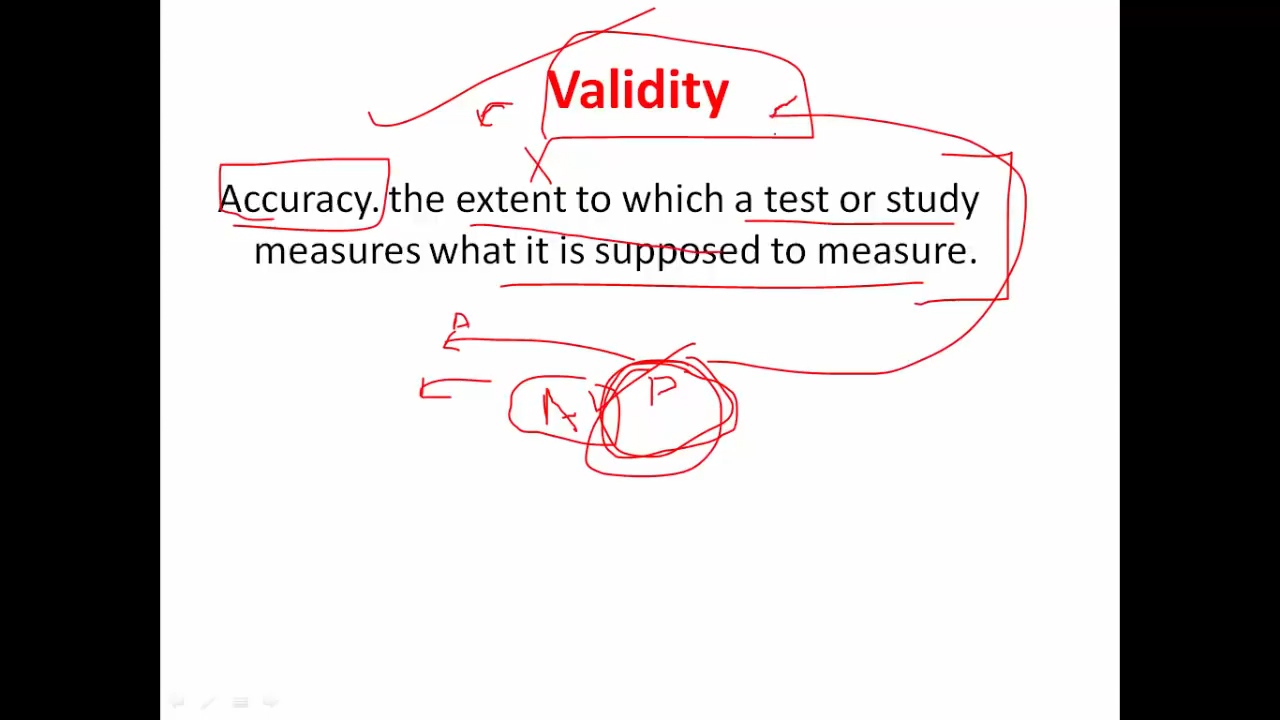 Validity
Accuracy. the extent to which a test or study
measures what it is supposed to measure.
A
P